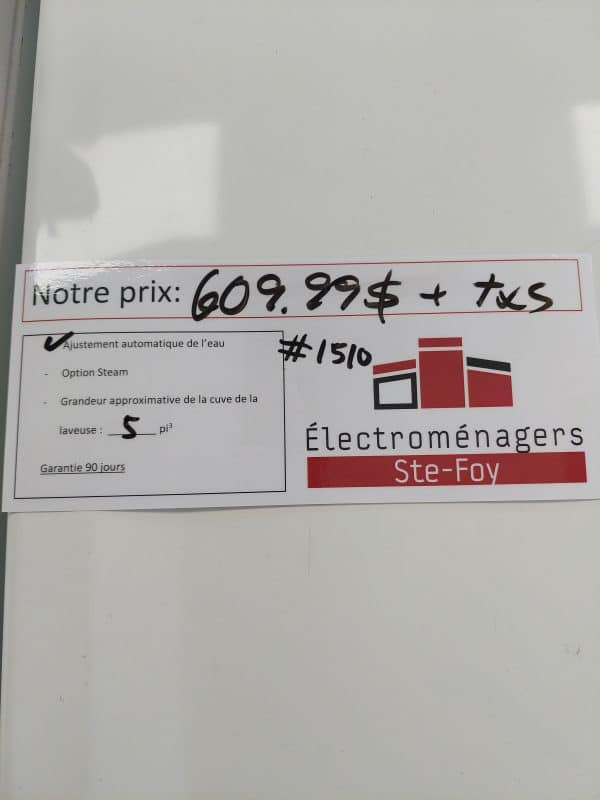 Notre prix: 609.99$ + txs
✓ Ajustement automatique de l'eau
#1510
- Option Steam
- Grandeur approximative de la cuve de la
laveuse : __5__ pi³
Garantie 90 jours
Électroménagers
Ste-Foy